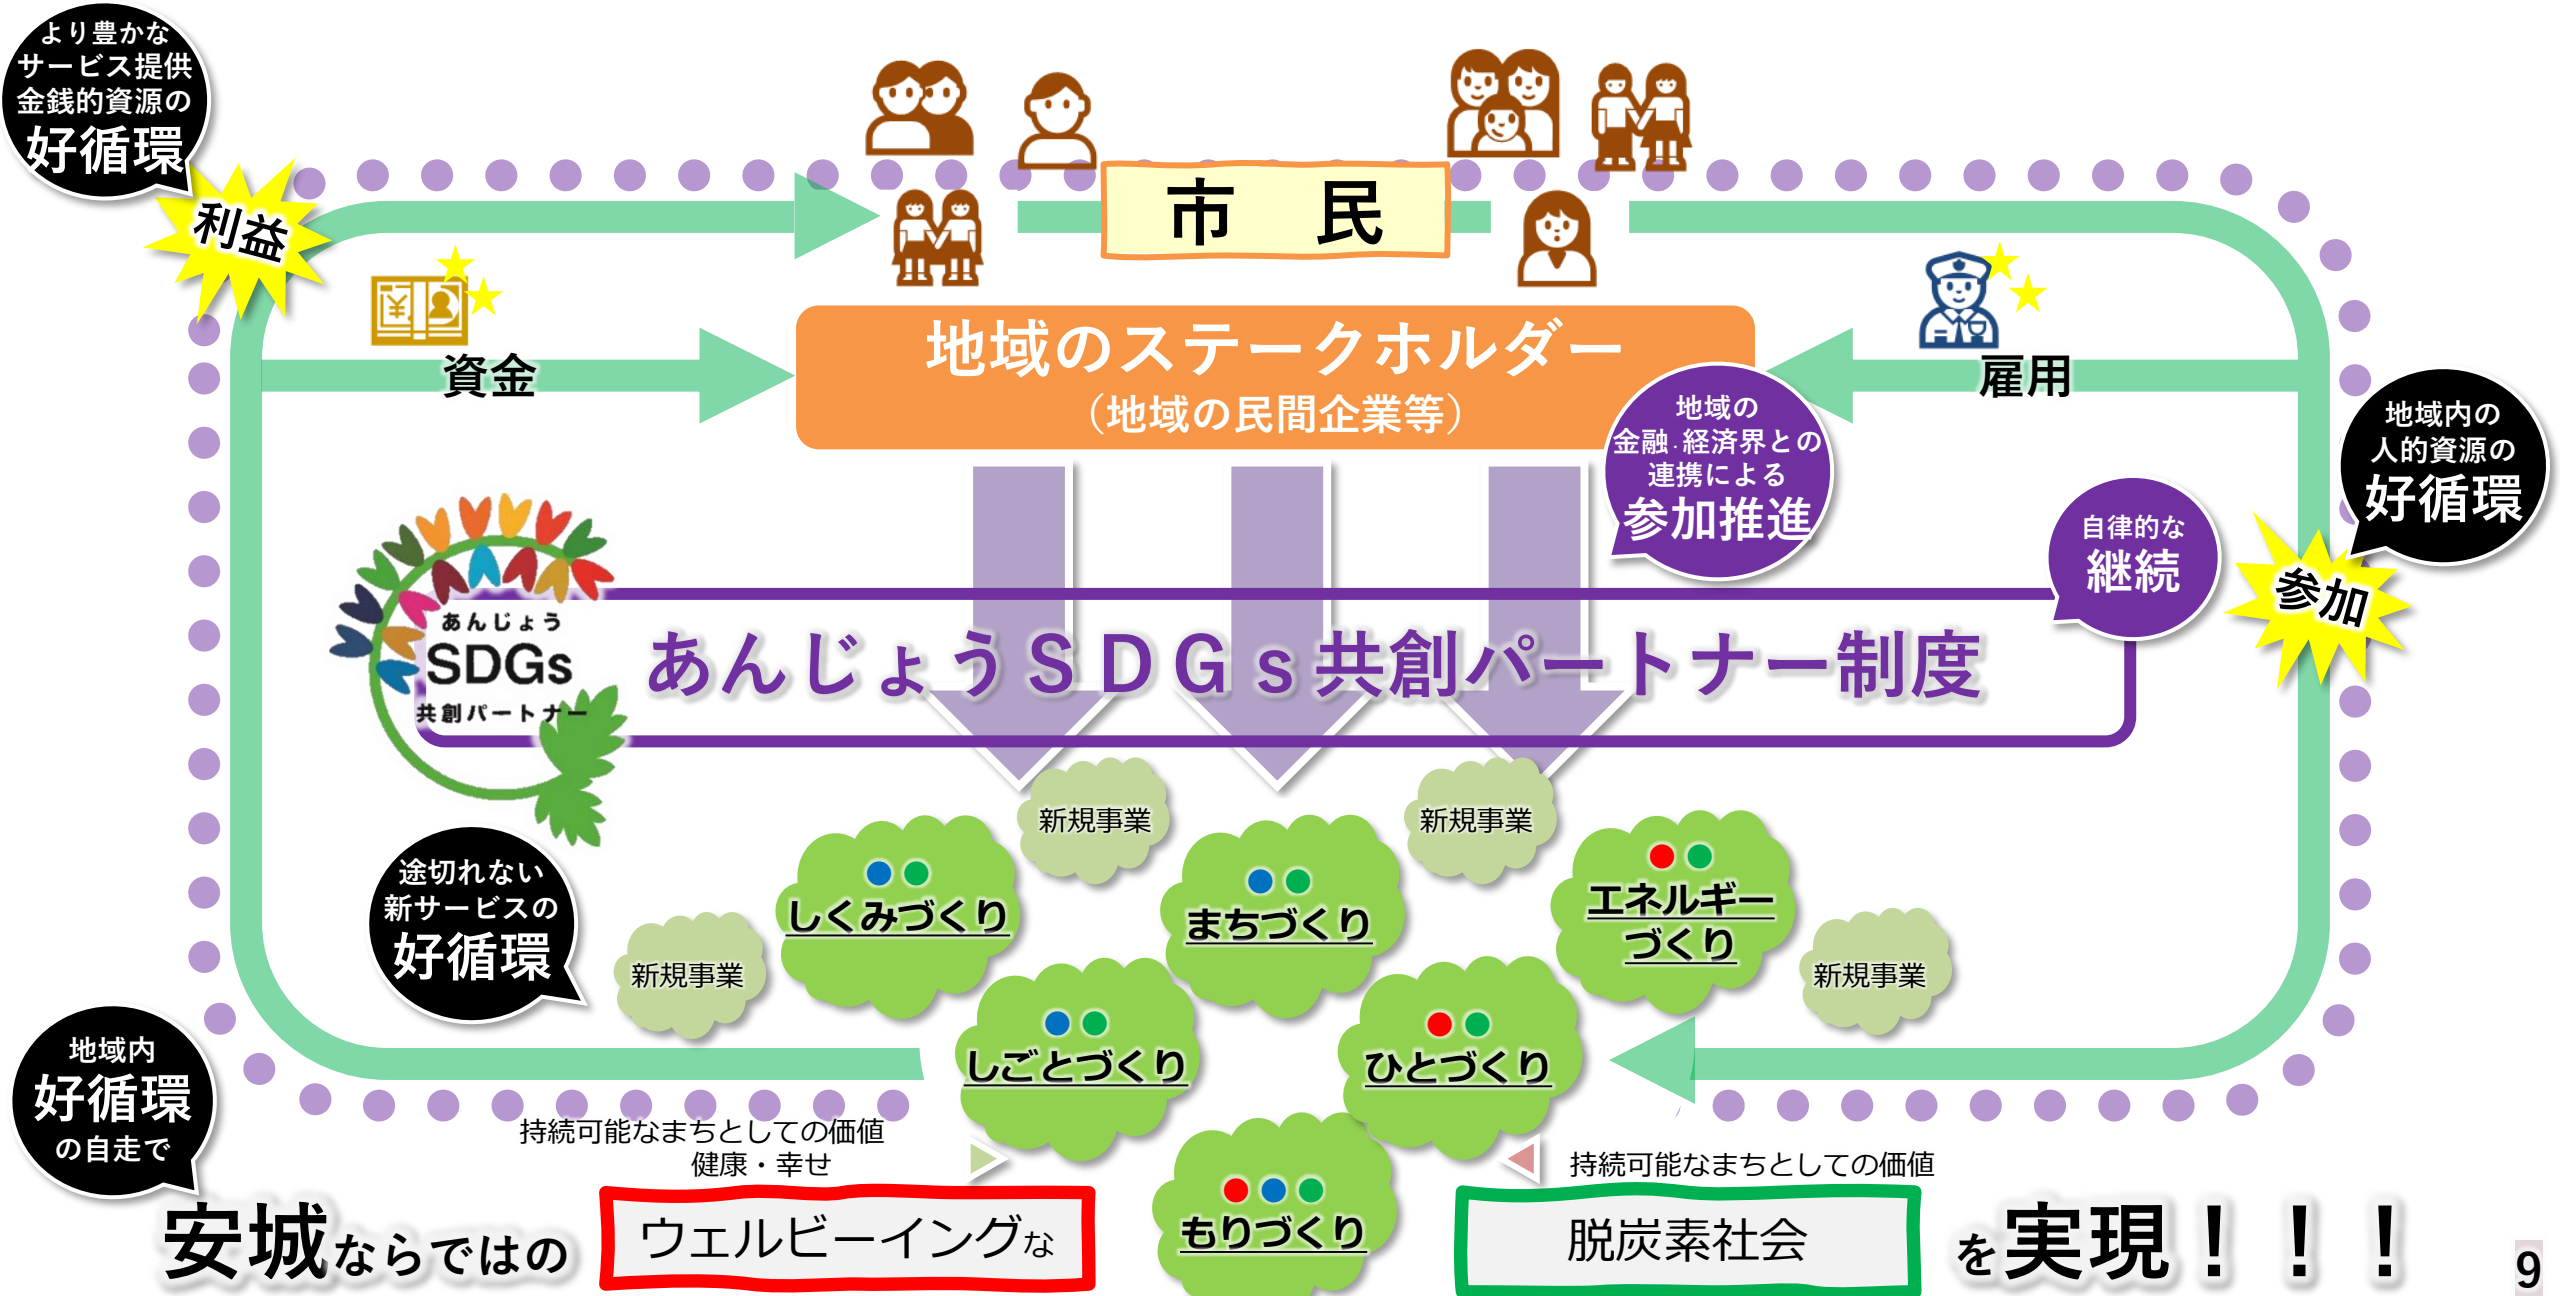 より豊かな
サービス提供
金銭的資源の
好循環
利益
市　民
資金
地域のステークホルダー
（地域の民間企業等）
雇用
地域の
金融・経済界との
連携による
参加推進
地域内の
人的資源の
好循環
自律的な
継続
参加
あんじょう
SDGs
共創パートナー
あんじょうＳＤＧｓ共創パートナー制度
新規事業
新規事業
途切れない
新サービスの
好循環
しくみづくり
まちづくり
エネルギー
づくり
新規事業
新規事業
しごとづくり
ひとづくり
地域内
好循環
の自走で
持続可能なまちとしての価値
健康・幸せ
持続可能なまちとしての価値
もりづくり
安城ならではの
ウェルビーイングな
脱炭素社会
を実現！！！
9